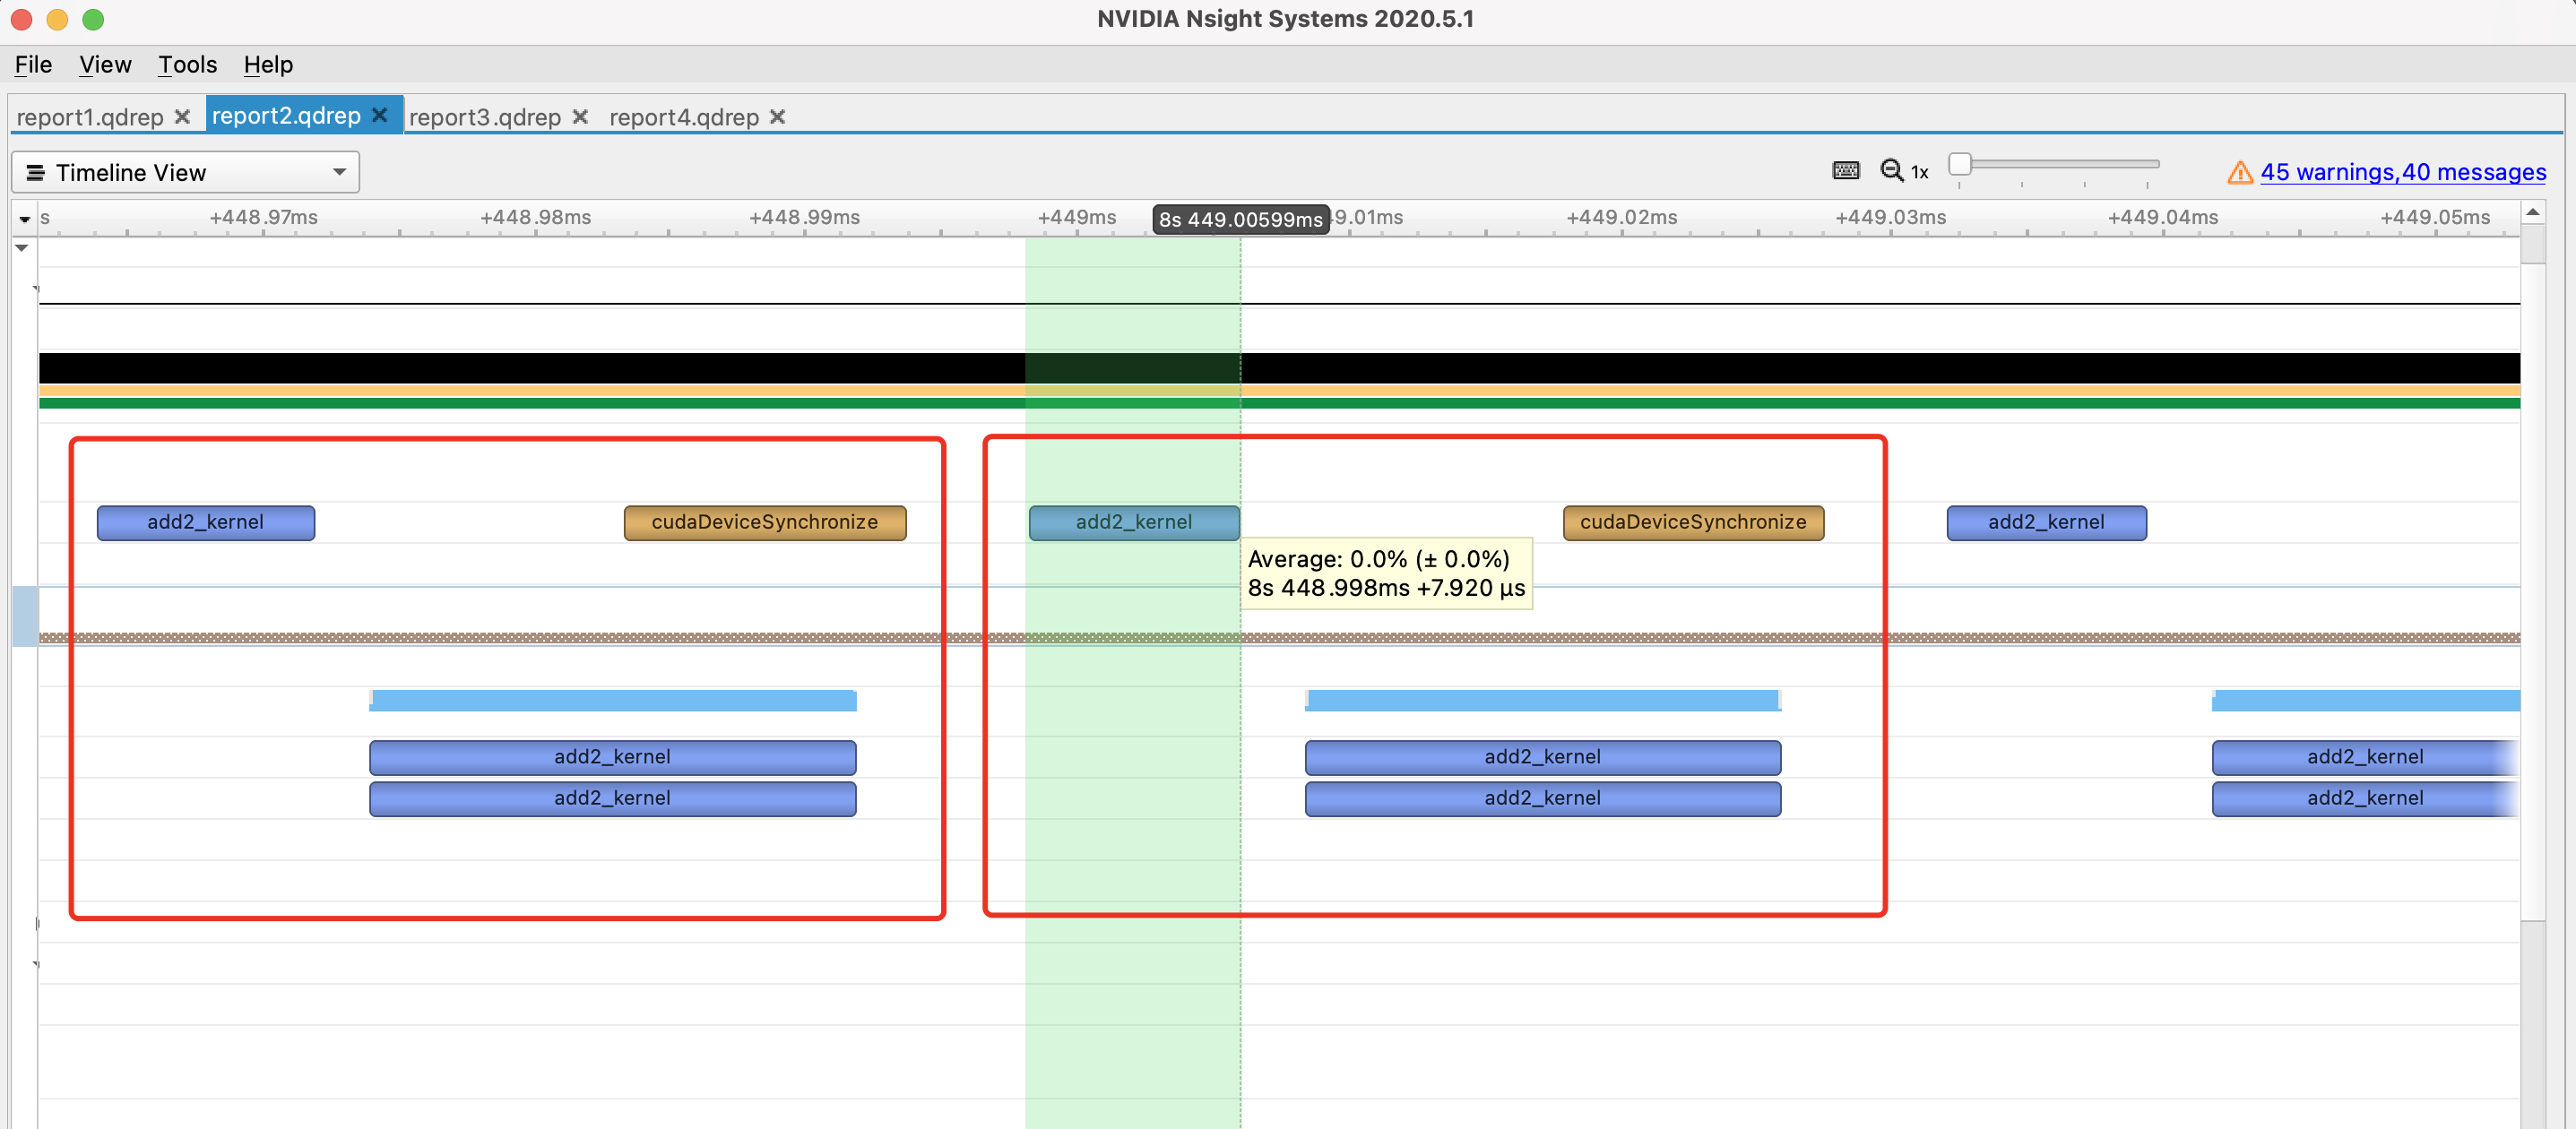 NVIDIA Nsight Systems 2020.5.1
File View Tools Help
report1.qdrep report2.qdrep report3.qdrep report4.qdrep
Timeline View 1x 45 warnings,40 messages
s +448.97ms +448.98ms +448.99ms +449ms 8s 449.00599ms 9.01ms +449.02ms +449.03ms +449.04ms +449.05ms
add2_kernel cudaDeviceSynchronize add2_kernel cudaDeviceSynchronize add2_kernel
Average: 0.0% (± 0.0%)
8s 448.998ms +7.920 µs
add2_kernel add2_kernel add2_kernel
add2_kernel add2_kernel add2_kernel